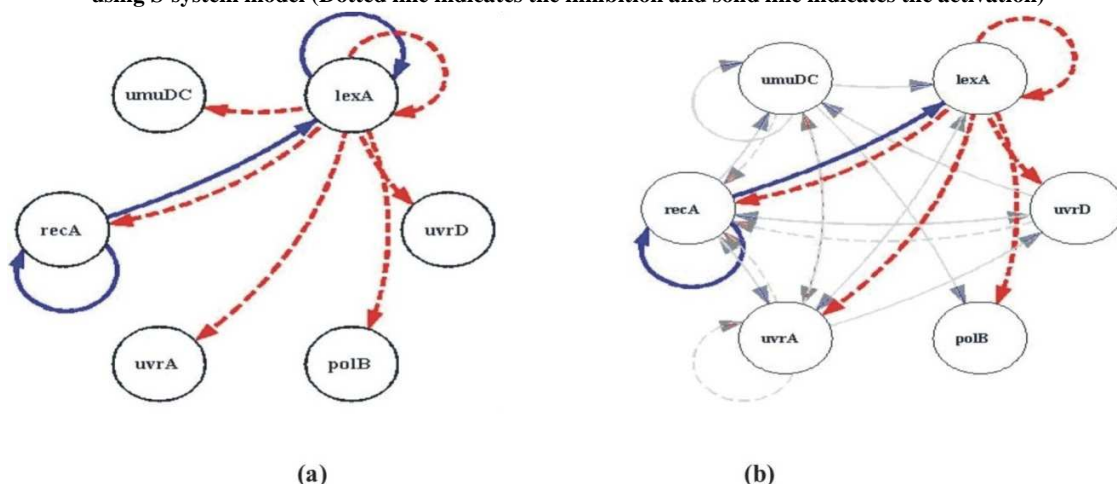 using S-system model (Dotted line indicates the inhibition and solid line indicates the activation)
umuDC
lexA
recA
uvrD
uvrA
polB
umuDC
lexA
recA
uvrD
uvrA
polB
(a)
(b)